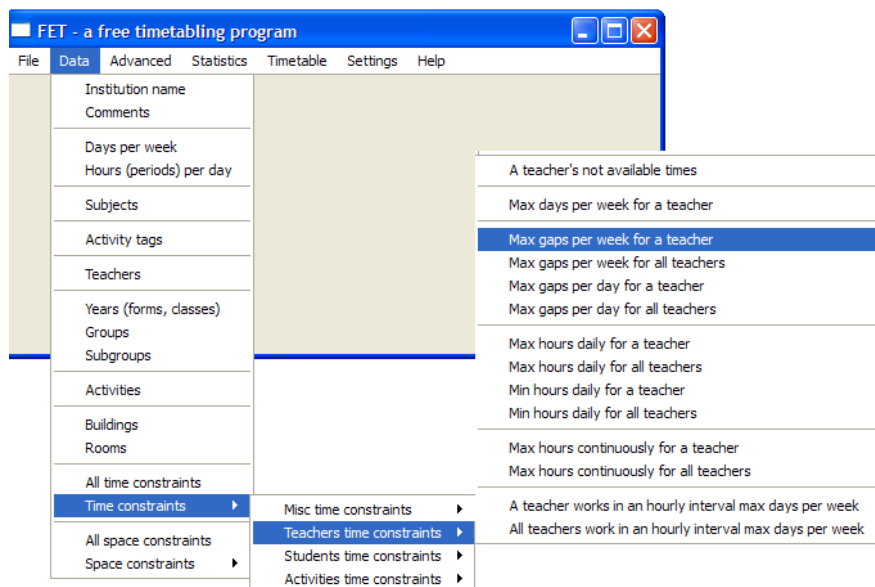 FET - a free timetabling program
File Data Advanced Statistics Timetable Settings Help
Institution name
Comments
Days per week
Hours (periods) per day
Subjects
Activity tags
Teachers
Years (forms, classes)
Groups
Subgroups
Activities
Buildings
Rooms
All time constraints
Time constraints
All space constraints
Space constraints
Misc time constraints
Teachers time constraints
Students time constraints
Activities time constraints
A teacher's not available times
Max days per week for a teacher
Max gaps per week for a teacher
Max gaps per week for all teachers
Max gaps per day for a teacher
Max gaps per day for all teachers
Max hours daily for a teacher
Max hours daily for all teachers
Min hours daily for a teacher
Min hours daily for all teachers
Max hours continuously for a teacher
Max hours continuously for all teachers
A teacher works in an hourly interval max days per week
All teachers work in an hourly interval max days per week